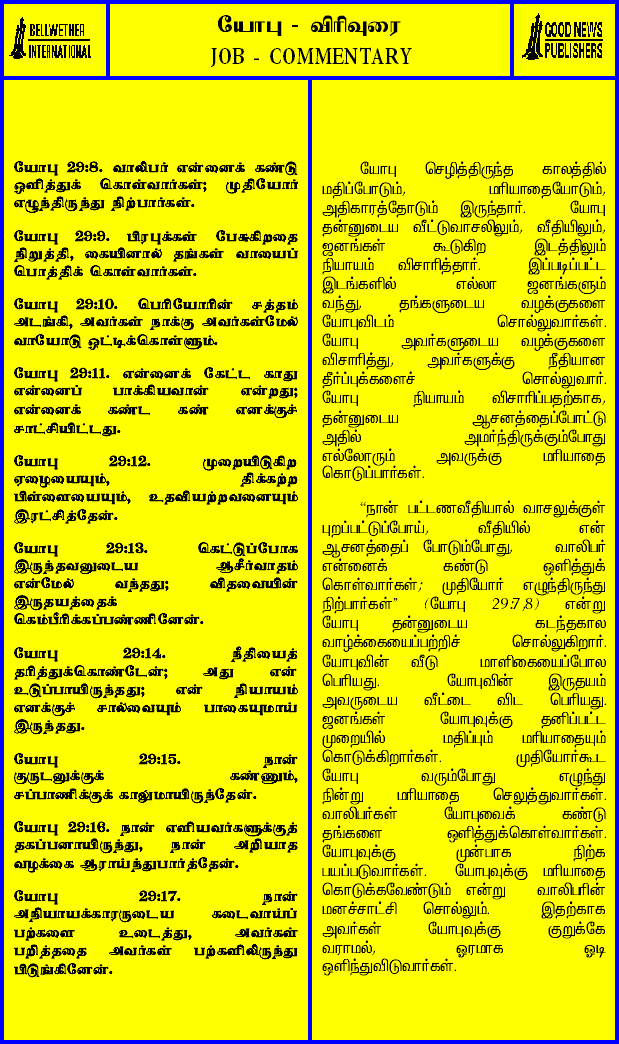 BELLWETHER
INTERNATIONAL
யோபு - விரிவுரை
JOB - COMMENTARY
GOOD NEWS
PUBLISHERS
யோபு 29:8. வாலிபர் என்னைக் கண்டு
ஒளித்துக் கொள்வார்கள்; முதியோர்
எழுந்திருந்து நிற்பார்கள்.
யோபு 29:9. பிரபுக்கள் பேசுகிறதை
நிறுத்தி, கையினால் தங்கள் வாயைப்
பொத்திக் கொள்வார்கள்.
யோபு 29:10. பெரியோரின் சத்தம்
அடங்கி, அவர்கள் நாக்கு அவர்கள்மேல்
வாயோடு ஒட்டிக்கொள்ளும்.
யோபு 29:11. என்னைக் கேட்ட காது
என்னைப் பாக்கியவான் என்றது;
என்னைக் கண்ட கண் எனக்குச்
சாட்சியிட்டது.
யோபு 29:12. முறையிடுகிற
ஏழையையும், திக்கற்ற
பிள்ளையையும், உதவியற்றவனையும்
இரட்சித்தேன்.
யோபு 29:13. கெட்டுப்போக
இருந்தவனுடைய ஆசீர்வாதம்
என்மேல் வந்தது; விதவையின்
இருதயத்தைக்
கெம்பீரிக்கப்பண்ணினேன்.
யோபு 29:14. நீதியைத்
தரித்துக்கொண்டேன்; அது என்
உடுப்பாயிருந்தது; என் நியாயம்
எனக்குச் சால்வையும் பாகையுமாய்
இருந்தது.
யோபு 29:15. நான்
குருடனுக்குக் கண்ணும்,
சப்பாணிக்குக் காலுமாயிருந்தேன்.
யோபு 29:16. நான் எளியவர்களுக்குத்
தகப்பனாயிருந்து, நான் அறியாத
வழக்கை ஆராய்ந்துபார்த்தேன்.
யோபு 29:17. நான்
அநியாயக்காரருடைய கடைவாய்ப்
பற்களை உடைத்து, அவர்கள்
பறித்ததை அவர்கள் பற்களிலிருந்து
பிடுங்கினேன்.
யோபு செழித்திருந்த காலத்தில்
மதிப்போடும், மரியாதையோடும்,
அதிகாரத்தோடும் இருந்தார். யோபு
தன்னுடைய வீட்டுவாசலிலும், வீதியிலும்,
ஜனங்கள் கூடுகிற இடத்திலும்
நியாயம் விசாரித்தார். இப்படிப்பட்ட
இடங்களில் எல்லா ஜனங்களும்
வந்து, தங்களுடைய வழக்குகளை
யோபுவிடம் சொல்லுவார்கள்.
யோபு அவர்களுடைய வழக்குகளை
விசாரித்து, அவர்களுக்கு நீதியான
தீர்ப்புக்களைச் சொல்லுவார்.
யோபு நியாயம் விசாரிப்பதற்காக,
தன்னுடைய ஆசனத்தைப்போட்டு
அதில் அமர்ந்திருக்கும்போது
எல்லோரும் அவருக்கு மரியாதை
கொடுப்பார்கள்.
“நான் பட்டணவீதியால் வாசலுக்குள்
புறப்பட்டுப்போய், வீதியில் என்
ஆசனத்தைப் போடும்போது, வாலிபர்
என்னைக் கண்டு ஒளித்துக்
கொள்வார்கள்; முதியோர் எழுந்திருந்து
நிற்பார்கள்” (யோபு 29:7,8) என்று
யோபு தன்னுடைய கடந்தகால
வாழ்க்கையைப்பற்றிச் சொல்லுகிறார்.
யோபுவின் வீடு மாளிகையைப்போல
பெரியது. யோபுவின் இருதயம்
அவருடைய வீட்டை விட பெரியது.
ஜனங்கள் யோபுவுக்கு தனிப்பட்ட
முறையில் மதிப்பும் மரியாதையும்
கொடுக்கிறார்கள். முதியோர்கூட
யோபு வரும்போது எழுந்து
நின்று மரியாதை செலுத்துவார்கள்.
வாலிபர்கள் யோபுவைக் கண்டு
தங்களை ஒளித்துக்கொள்வார்கள்.
யோபுவுக்கு முன்பாக நிற்க
பயப்படுவார்கள். யோபுவுக்கு மரியாதை
கொடுக்கவேண்டும் என்று வாலிபரின்
மனச்சாட்சி சொல்லும். இதற்காக
அவர்கள் யோபுவுக்கு குறுக்கே
வராமல், ஓரமாக ஓடி
ஒளிந்துவிடுவார்கள்.